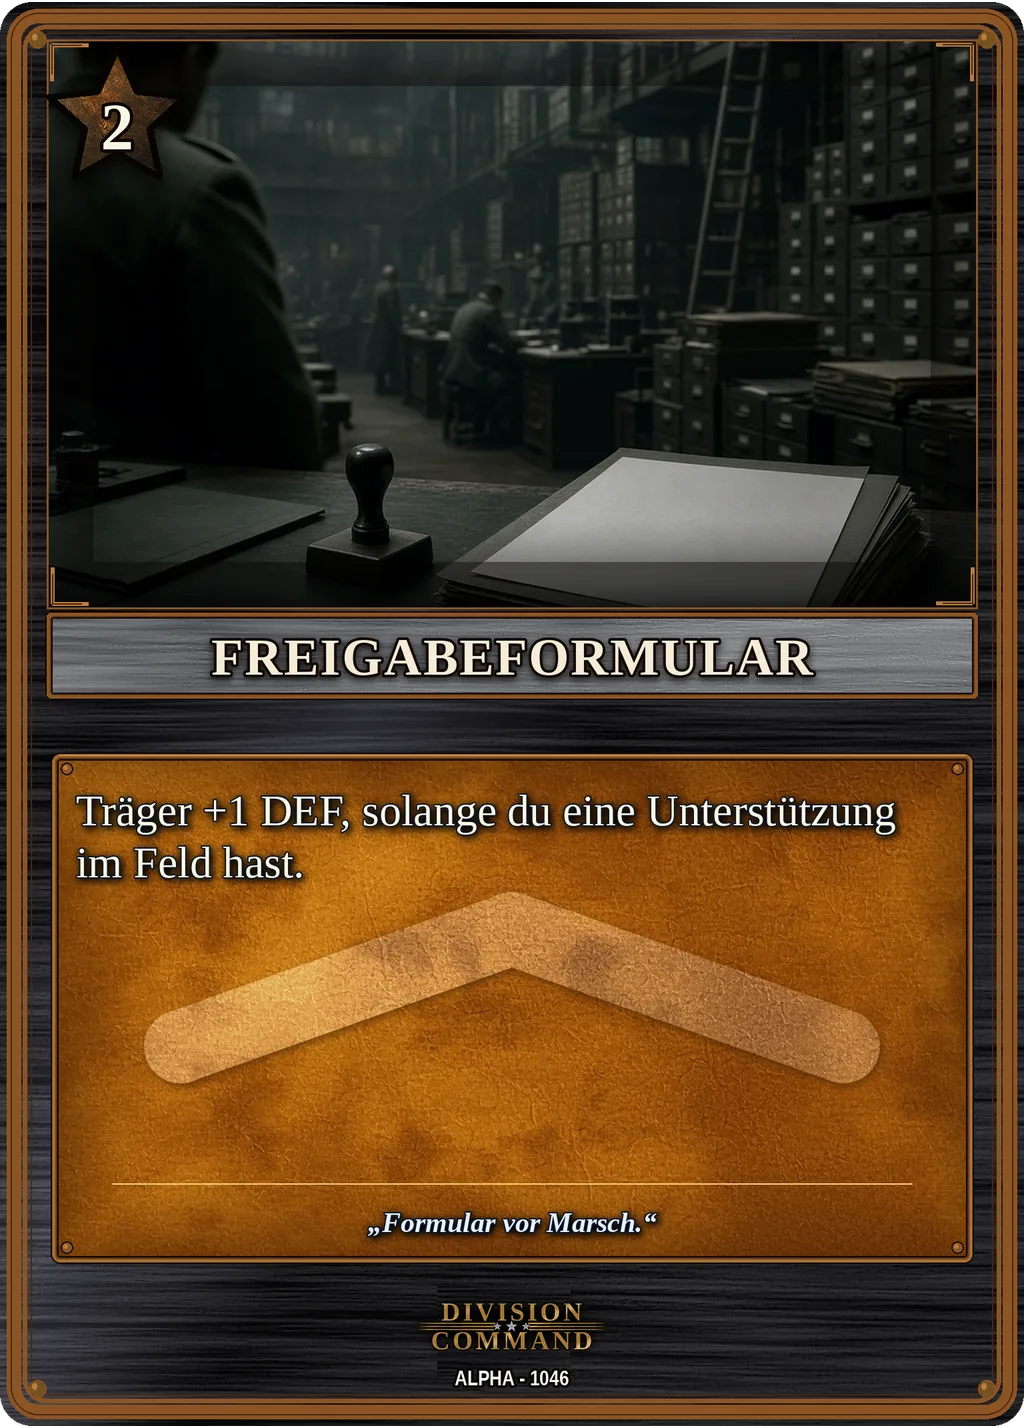 2
FREIGABEFORMULAR
Träger +1 DEF, solange du eine Unterstützung
im Feld hast.
„Formular vor Marsch.“
DIVISION
COMMAND
ALPHA - 1046